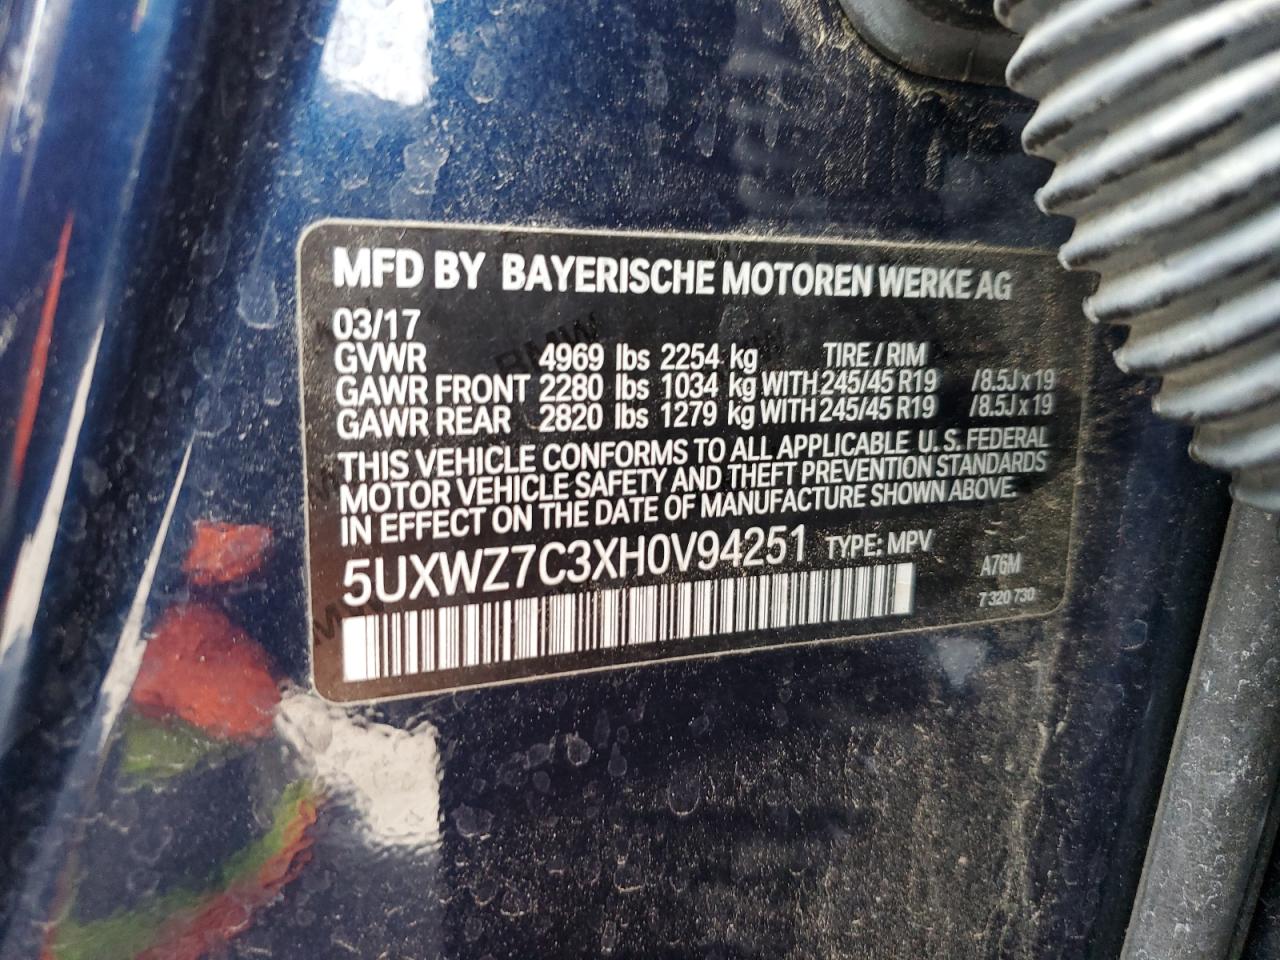 MFD BY BAYERISCHE MOTOREN WERKE AG
03/17
GVWR 4969 lbs 2254 kg TIRE / RIM
GAWR FRONT 2280 lbs 1034 kg WITH 245/45 R19 /8.5J x 19
GAWR REAR 2820 lbs 1279 kg WITH 245/45 R19 /8.5J x 19
THIS VEHICLE CONFORMS TO ALL APPLICABLE U.S. FEDERAL
MOTOR VEHICLE SAFETY AND THEFT PREVENTION STANDARDS
IN EFFECT ON THE DATE OF MANUFACTURE SHOWN ABOVE.
5UXWZ7C3XH0V94251 TYPE: MPV
A76M
7 320 730